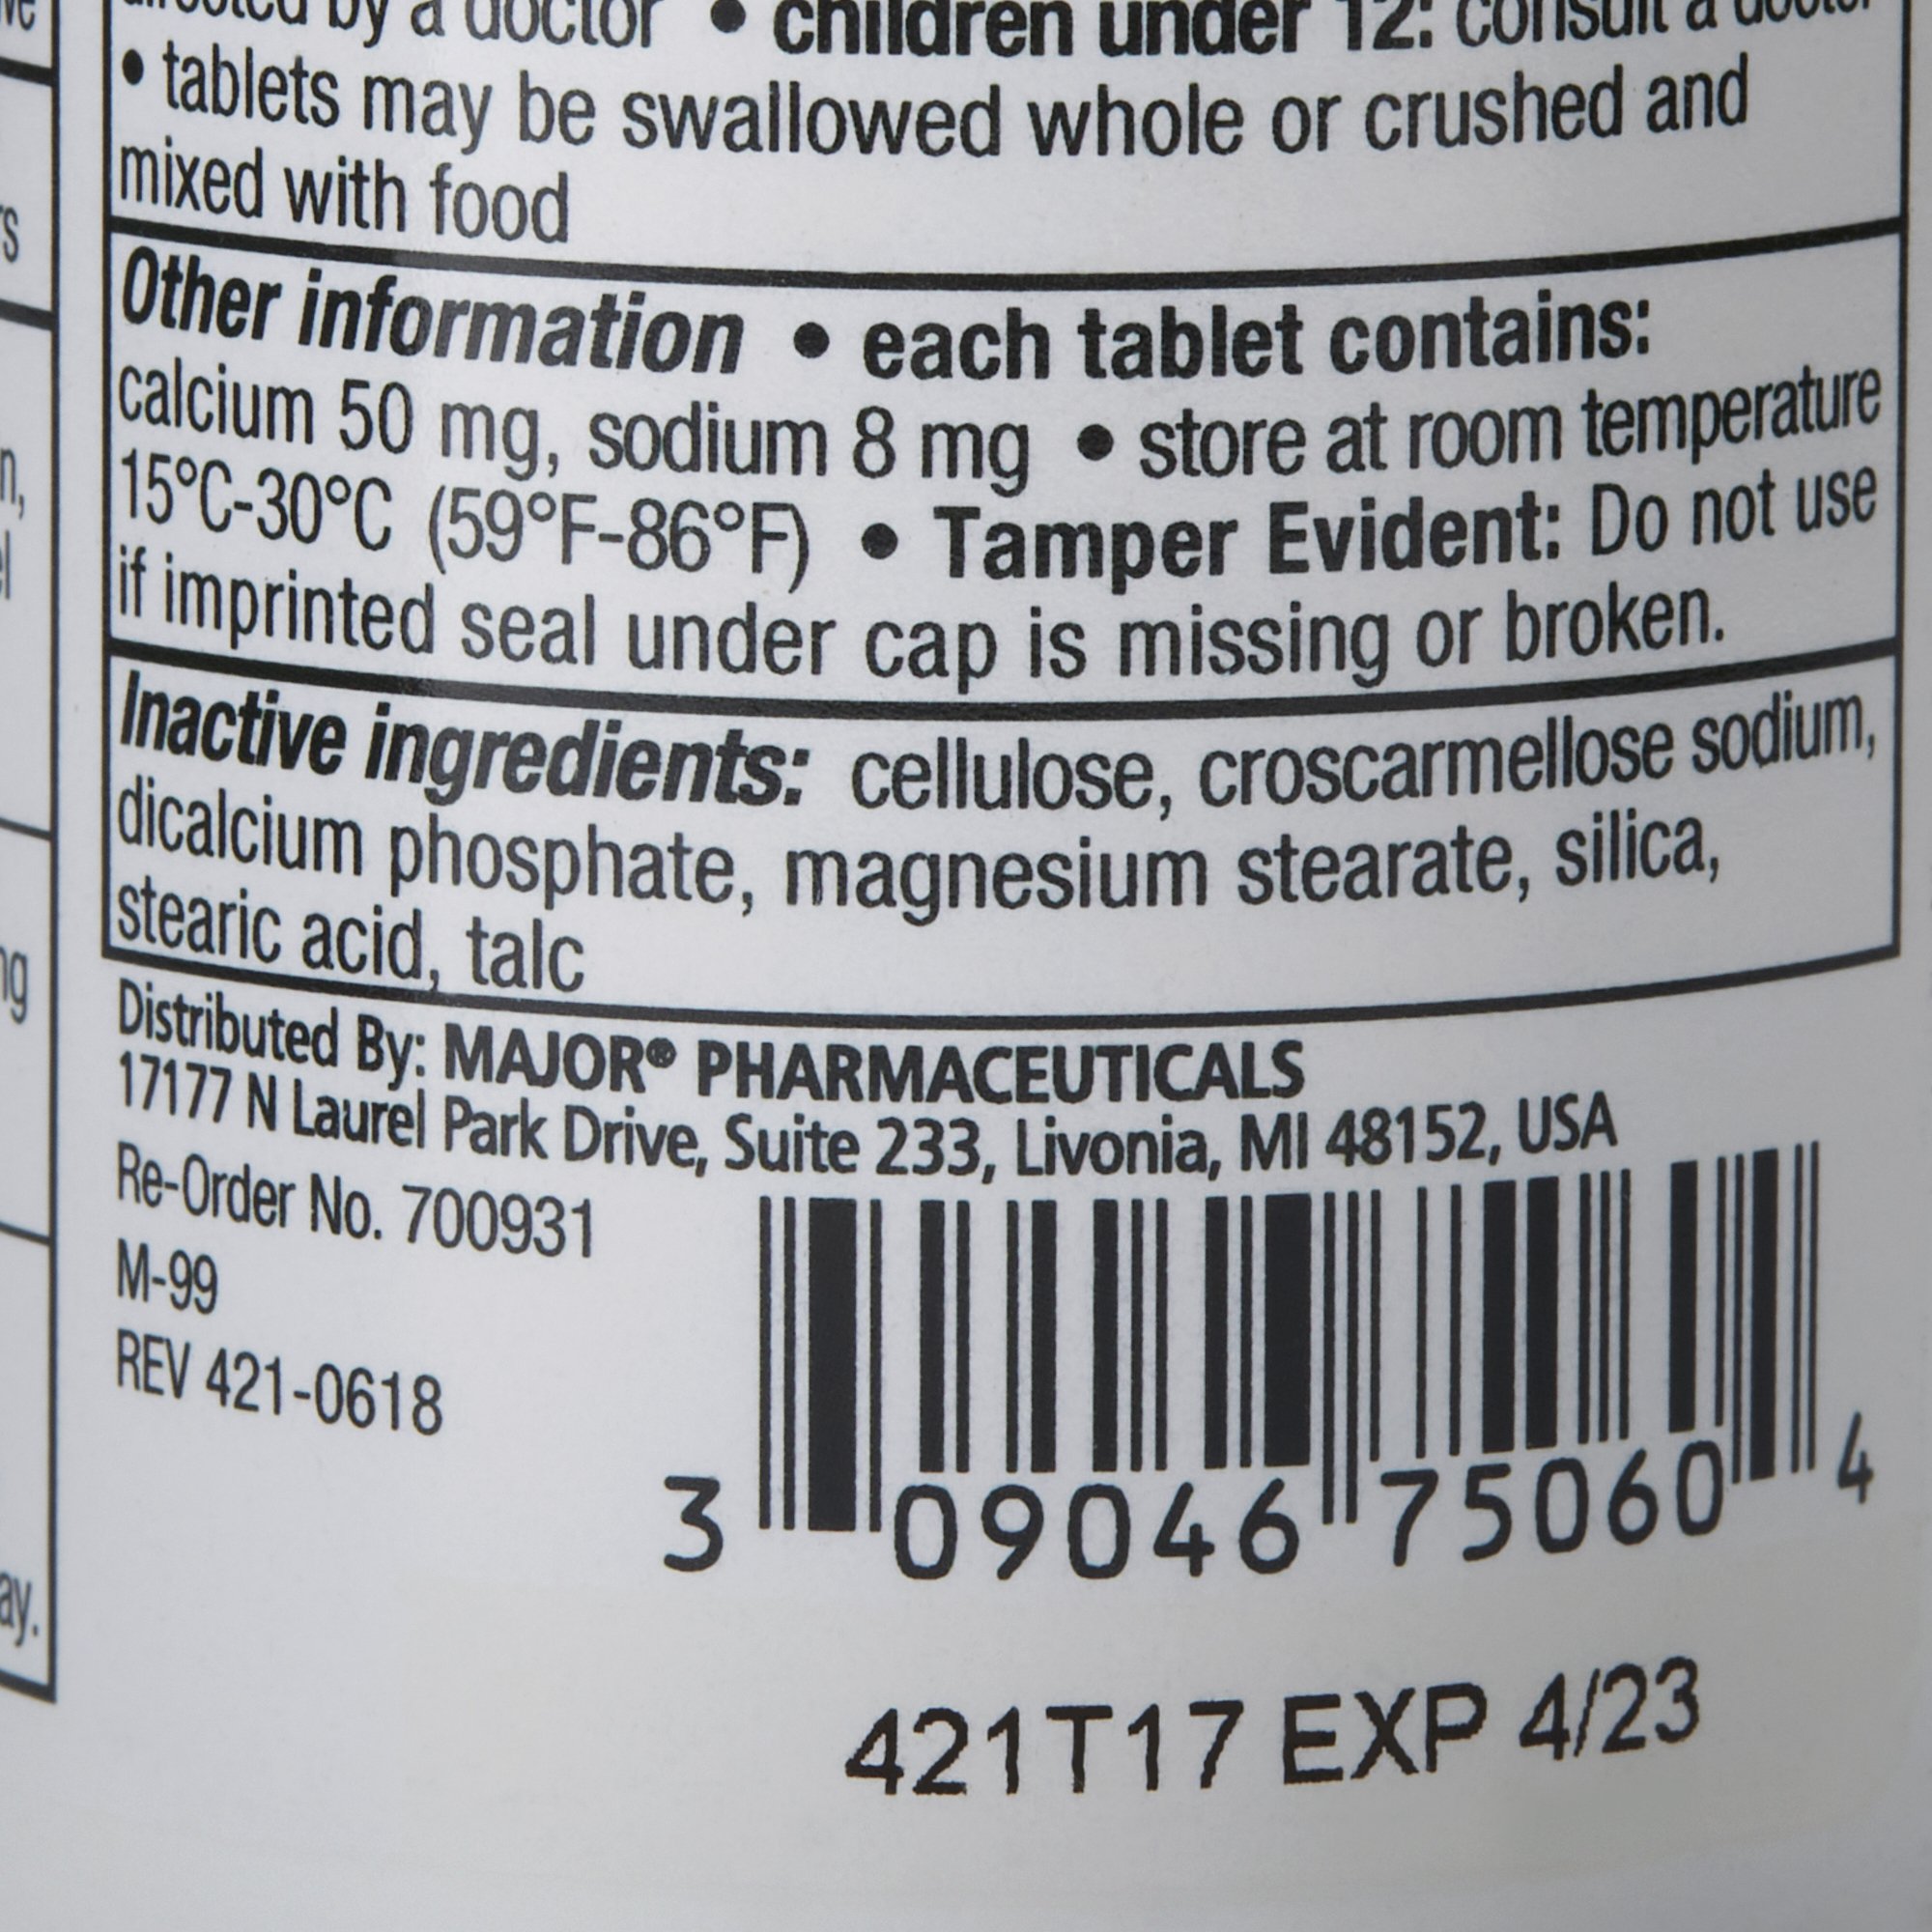 directed by a doctor • children under 12: consult a doctor
• tablets may be swallowed whole or crushed and
mixed with food
Other information • each tablet contains:
calcium 50 mg, sodium 8 mg • store at room temperature
15°C-30°C (59°F-86°F) • Tamper Evident: Do not use
if imprinted seal under cap is missing or broken.
Inactive ingredients: cellulose, croscarmellose sodium,
dicalcium phosphate, magnesium stearate, silica,
stearic acid, talc
Distributed By: MAJOR® PHARMACEUTICALS
17177 N Laurel Park Drive, Suite 233, Livonia, MI 48152, USA
Re-Order No. 700931
M-99
REV 421-0618
3 09046 75060 4
421T17 EXP 4/23